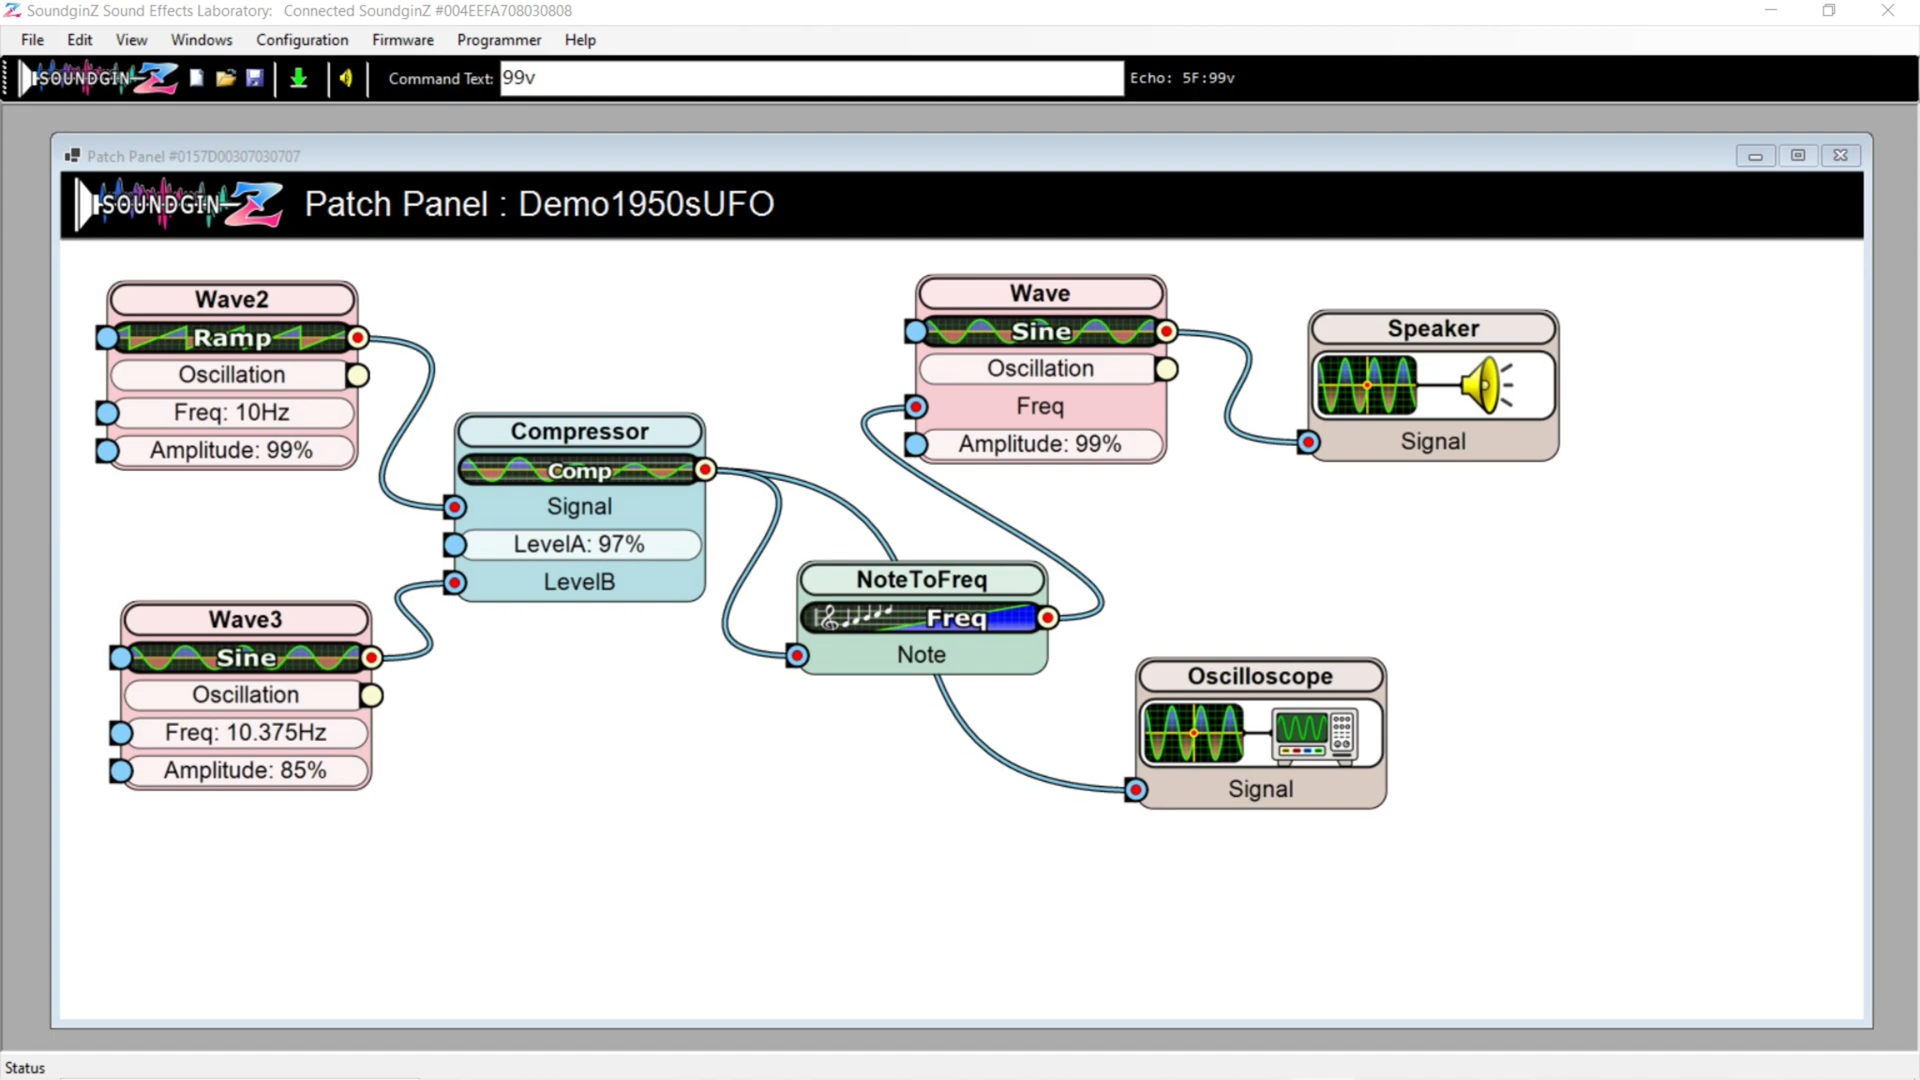 SoundginZ Sound Effects Laboratory:   Connected SoundginZ #004EEFA708030808
File Edit View Windows Configuration Firmware Programmer Help
SOUNDGIN Z Command Text: 99v Echo: 5F:99v
Patch Panel #0157D00307030707
SOUNDGIN Z Patch Panel : Demo1950sUFO
Wave2
Ramp
Oscillation
Freq: 10Hz
Amplitude: 99%
Wave3
Sine
Oscillation
Freq: 10.375Hz
Amplitude: 85%
Compressor
Comp
Signal
LevelA: 97%
LevelB
NoteToFreq
Freq
Note
Wave
Sine
Oscillation
Freq
Amplitude: 99%
Speaker
Signal
Oscilloscope
Signal
Status